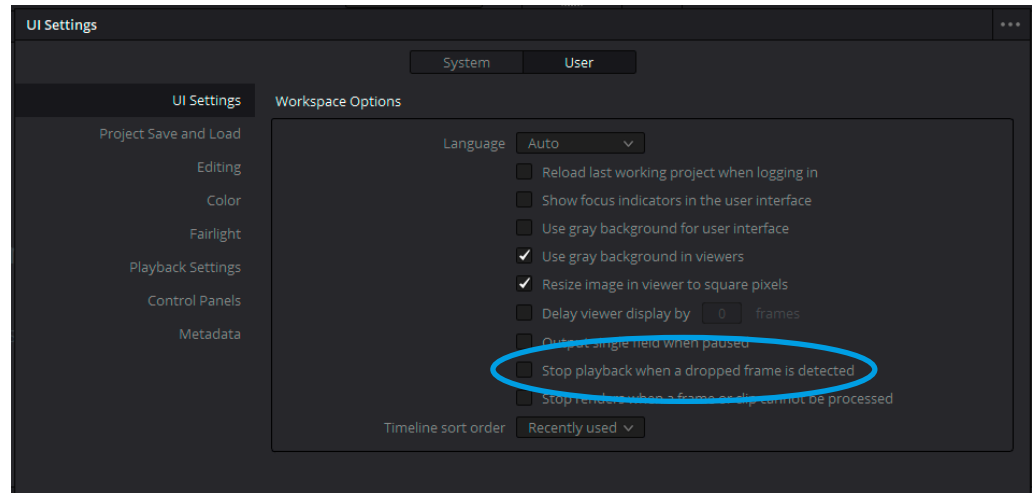 UI Settings
System User
UI Settings
Project Save and Load
Editing
Color
Fairlight
Playback Settings
Control Panels
Metadata
Workspace Options
Language Auto
Reload last working project when logging in
Show focus indicators in the user interface
Use gray background for user interface
Use gray background in viewers
Resize image in viewer to square pixels
Delay viewer display by 0 frames
Output single field when paused
Stop playback when a dropped frame is detected
Stop renders when a frame or clip cannot be processed
Timeline sort order Recently used